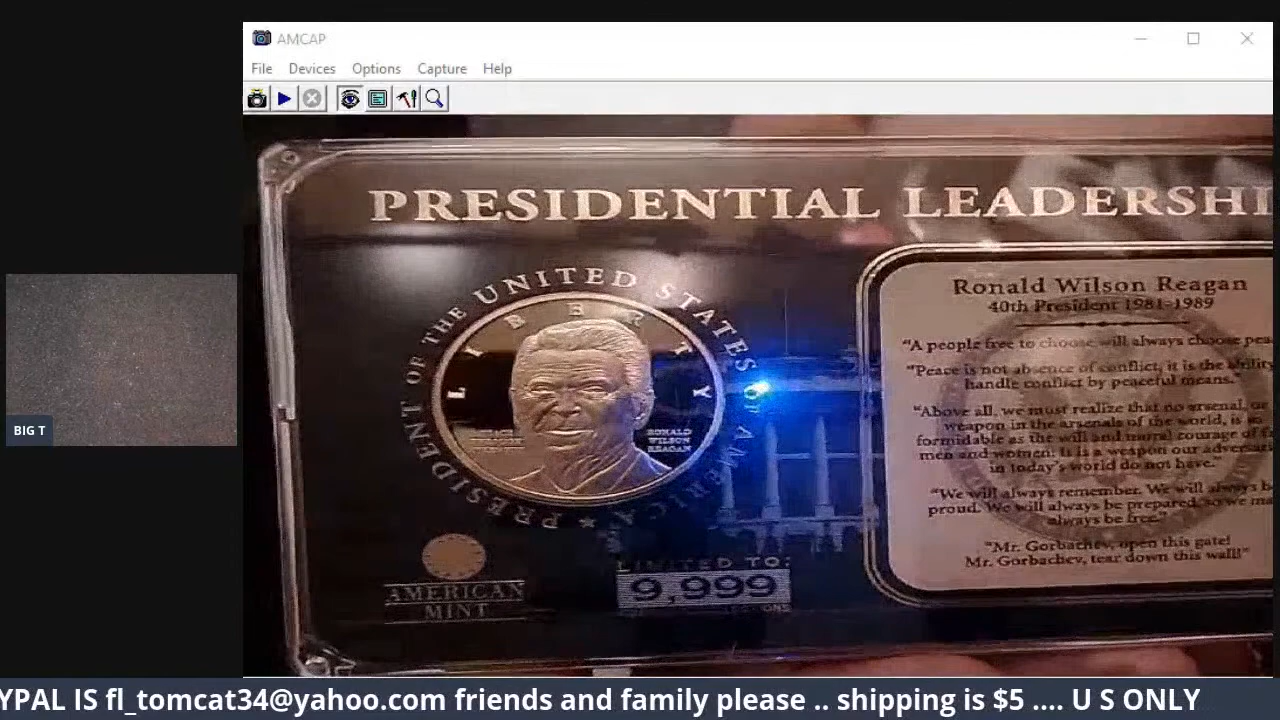 AMCAP
File Devices Options Capture Help
PRESIDENTIAL LEADERSHI
PRESIDENT OF THE UNITED STATES OF AMERICA
LIBERTY
RONALD
WILSON
REAGAN
AMERICAN
MINT
LIMITED TO:
9,999
Ronald Wilson Reagan
40th President 1981-1989
"A people free to choose will always choose pea
"Peace is not absence of conflict, it is the ability
handle conflict by peaceful means."
"Above all, we must realize that no arsenal, or
weapon in the arsenals of the world, is so
formidable as the will and moral courage of f
men and women. It is a weapon our adversar
in today's world do not have."
"We will always remember. We will always b
proud. We will always be prepared, so we ma
always be free."
"Mr. Gorbachev, open this gate!
Mr. Gorbachev, tear down this wall!"
BIG T
YPAL IS fl_tomcat34@yahoo.com friends and family please .. shipping is $5 .... U S ONLY